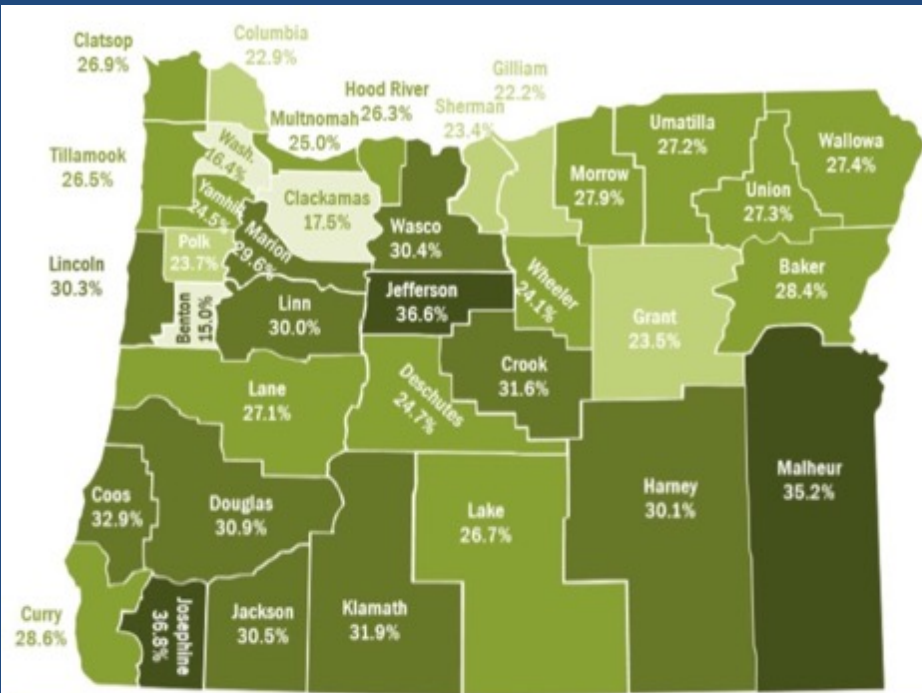 Clatsop
26.9%
Columbia
22.9%
Gilliam
22.2%
Hood River
26.3%
Sherman
23.4%
Multnomah
25.0%
Umatilla
27.2%
Wallowa
27.4%
Tillamook
26.5%
Wash.
16.4%
Morrow
27.9%
Union
27.3%
Yamhill
24.5%
Clackamas
17.5%
Wasco
30.4%
Polk
23.7%
Marion
29.6%
Lincoln
30.3%
Jefferson
36.6%
Wheeler
24.1%
Baker
28.4%
Benton
15.0%
Linn
30.0%
Grant
23.5%
Crook
31.6%
Lane
27.1%
Deschutes
24.7%
Malheur
35.2%
Coos
32.9%
Douglas
30.9%
Lake
26.7%
Harney
30.1%
Curry
28.6%
Josephine
36.8%
Jackson
30.5%
Klamath
31.9%